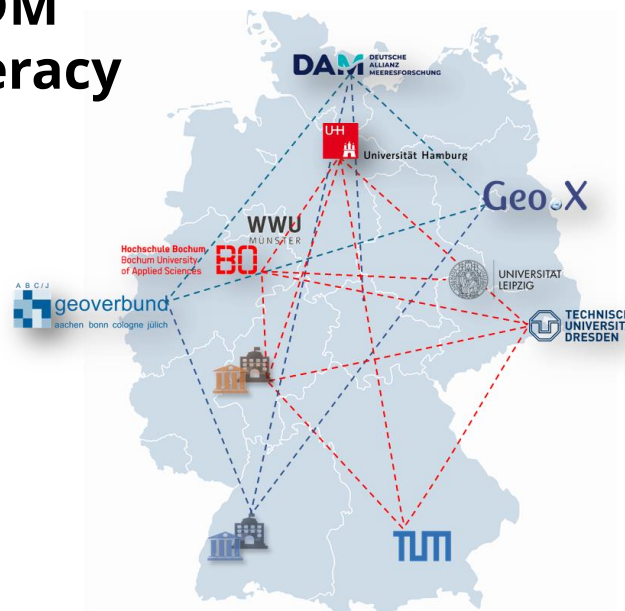 DM
eracy
DAM DEUTSCHE
ALLIANZ
MEERESFORSCHUNG
UHH
Universität Hamburg
Geo.X
WWU
MÜNSTER
Hochschule Bochum
Bochum University
of Applied Sciences
BO
UNIVERSITÄT
LEIPZIG
A B C / J
geoverbund
aachen bonn cologne jülich
TECHNISCH
UNIVERSIT
DRESDEN
TUM